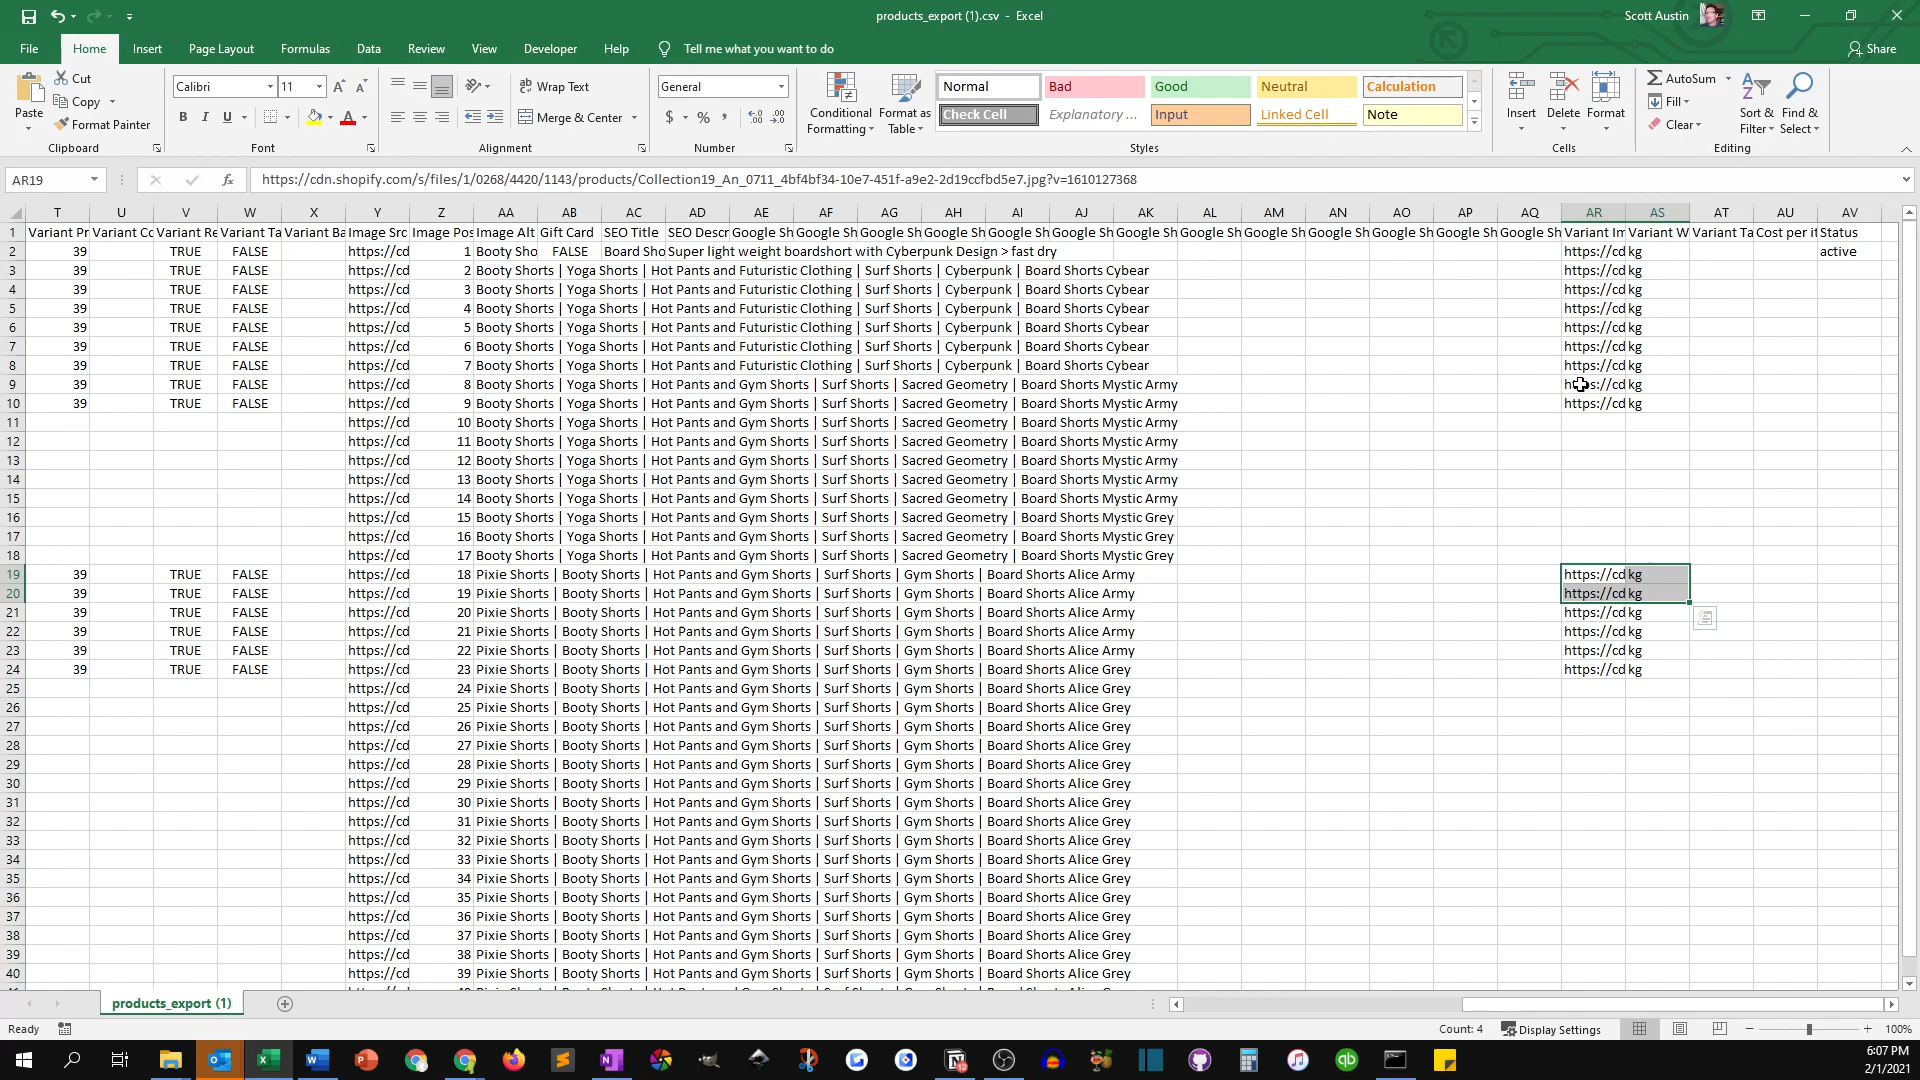 products_export (1).csv - Excel
Scott Austin
File Home Insert Page Layout Formulas Data Review View Developer Help Tell me what you want to do Share
Cut
Copy
Format Painter
Paste
Calibri 11
B I U
Wrap Text
Merge & Center
General
$ % ,
Conditional Formatting
Format as Table
Normal Bad Good Neutral Calculation
Check Cell Explanatory ... Input Linked Cell Note
Insert Delete Format
AutoSum
Fill
Clear
Sort & Filter
Find & Select
Clipboard Font Alignment Number Styles Cells Editing
AR19 fx https://cdn.shopify.com/s/files/1/0268/4420/1143/products/Collection19_An_0711_4bf4bf34-10e7-451f-a9e2-2d19ccfbd5e7.jpg?v=1610127368
T U V W X Y Z AA AB AC AD AE AF AG AH AI AJ AK AL AM AN AO AP AQ AR AS AT AU AV
1 Variant Pr Variant Co Variant Re Variant Ta Variant Ba Image Src Image Pos Image Alt Gift Card SEO Title SEO Descr Google Sh Google Sh Google Sh Google Sh Google Sh Google Sh Google Sh Google Sh Google Sh Google Sh Google Sh Google Sh Google Sh Variant Im Variant W Variant Ta Cost per it Status
2 39 TRUE FALSE https://cd 1 Booty Sho FALSE Board Sho Super light weight boardshort with Cyberpunk Design > fast dry https://cd kg active
3 39 TRUE FALSE https://cd 2 Booty Shorts | Yoga Shorts | Hot Pants and Futuristic Clothing | Surf Shorts | Cyberpunk | Board Shorts Cybear https://cd kg
4 39 TRUE FALSE https://cd 3 Booty Shorts | Yoga Shorts | Hot Pants and Futuristic Clothing | Surf Shorts | Cyberpunk | Board Shorts Cybear https://cd kg
5 39 TRUE FALSE https://cd 4 Booty Shorts | Yoga Shorts | Hot Pants and Futuristic Clothing | Surf Shorts | Cyberpunk | Board Shorts Cybear https://cd kg
6 39 TRUE FALSE https://cd 5 Booty Shorts | Yoga Shorts | Hot Pants and Futuristic Clothing | Surf Shorts | Cyberpunk | Board Shorts Cybear https://cd kg
7 39 TRUE FALSE https://cd 6 Booty Shorts | Yoga Shorts | Hot Pants and Futuristic Clothing | Surf Shorts | Cyberpunk | Board Shorts Cybear https://cd kg
8 39 TRUE FALSE https://cd 7 Booty Shorts | Yoga Shorts | Hot Pants and Futuristic Clothing | Surf Shorts | Cyberpunk | Board Shorts Cybear https://cd kg
9 39 TRUE FALSE https://cd 8 Booty Shorts | Yoga Shorts | Hot Pants and Gym Shorts | Surf Shorts | Sacred Geometry | Board Shorts Mystic Army kg
10 39 TRUE FALSE https://cd 9 Booty Shorts | Yoga Shorts | Hot Pants and Gym Shorts | Surf Shorts | Sacred Geometry | Board Shorts Mystic Army https://cd kg
11 https://cd 10 Booty Shorts | Yoga Shorts | Hot Pants and Gym Shorts | Surf Shorts | Sacred Geometry | Board Shorts Mystic Army
12 https://cd 11 Booty Shorts | Yoga Shorts | Hot Pants and Gym Shorts | Surf Shorts | Sacred Geometry | Board Shorts Mystic Army
13 https://cd 12 Booty Shorts | Yoga Shorts | Hot Pants and Gym Shorts | Surf Shorts | Sacred Geometry | Board Shorts Mystic Army
14 https://cd 13 Booty Shorts | Yoga Shorts | Hot Pants and Gym Shorts | Surf Shorts | Sacred Geometry | Board Shorts Mystic Army
15 https://cd 14 Booty Shorts | Yoga Shorts | Hot Pants and Gym Shorts | Surf Shorts | Sacred Geometry | Board Shorts Mystic Army
16 https://cd 15 Booty Shorts | Yoga Shorts | Hot Pants and Gym Shorts | Surf Shorts | Sacred Geometry | Board Shorts Mystic Grey
17 https://cd 16 Booty Shorts | Yoga Shorts | Hot Pants and Gym Shorts | Surf Shorts | Sacred Geometry | Board Shorts Mystic Grey
18 https://cd 17 Booty Shorts | Yoga Shorts | Hot Pants and Gym Shorts | Surf Shorts | Sacred Geometry | Board Shorts Mystic Grey
19 39 TRUE FALSE https://cd 18 Pixie Shorts | Booty Shorts | Hot Pants and Gym Shorts | Surf Shorts | Gym Shorts | Board Shorts Alice Army https://cd kg
20 39 TRUE FALSE https://cd 19 Pixie Shorts | Booty Shorts | Hot Pants and Gym Shorts | Surf Shorts | Gym Shorts | Board Shorts Alice Army https://cd kg
21 39 TRUE FALSE https://cd 20 Pixie Shorts | Booty Shorts | Hot Pants and Gym Shorts | Surf Shorts | Gym Shorts | Board Shorts Alice Army https://cd kg
22 39 TRUE FALSE https://cd 21 Pixie Shorts | Booty Shorts | Hot Pants and Gym Shorts | Surf Shorts | Gym Shorts | Board Shorts Alice Army https://cd kg
23 39 TRUE FALSE https://cd 22 Pixie Shorts | Booty Shorts | Hot Pants and Gym Shorts | Surf Shorts | Gym Shorts | Board Shorts Alice Army https://cd kg
24 39 TRUE FALSE https://cd 23 Pixie Shorts | Booty Shorts | Hot Pants and Gym Shorts | Surf Shorts | Gym Shorts | Board Shorts Alice Grey https://cd kg
25 https://cd 24 Pixie Shorts | Booty Shorts | Hot Pants and Gym Shorts | Surf Shorts | Gym Shorts | Board Shorts Alice Grey
26 https://cd 25 Pixie Shorts | Booty Shorts | Hot Pants and Gym Shorts | Surf Shorts | Gym Shorts | Board Shorts Alice Grey
27 https://cd 26 Pixie Shorts | Booty Shorts | Hot Pants and Gym Shorts | Surf Shorts | Gym Shorts | Board Shorts Alice Grey
28 https://cd 27 Pixie Shorts | Booty Shorts | Hot Pants and Gym Shorts | Surf Shorts | Gym Shorts | Board Shorts Alice Grey
29 https://cd 28 Pixie Shorts | Booty Shorts | Hot Pants and Gym Shorts | Surf Shorts | Gym Shorts | Board Shorts Alice Grey
30 https://cd 29 Pixie Shorts | Booty Shorts | Hot Pants and Gym Shorts | Surf Shorts | Gym Shorts | Board Shorts Alice Grey
31 https://cd 30 Pixie Shorts | Booty Shorts | Hot Pants and Gym Shorts | Surf Shorts | Gym Shorts | Board Shorts Alice Grey
32 https://cd 31 Pixie Shorts | Booty Shorts | Hot Pants and Gym Shorts | Surf Shorts | Gym Shorts | Board Shorts Alice Grey
33 https://cd 32 Pixie Shorts | Booty Shorts | Hot Pants and Gym Shorts | Surf Shorts | Gym Shorts | Board Shorts Alice Grey
34 https://cd 33 Pixie Shorts | Booty Shorts | Hot Pants and Gym Shorts | Surf Shorts | Gym Shorts | Board Shorts Alice Grey
35 https://cd 34 Pixie Shorts | Booty Shorts | Hot Pants and Gym Shorts | Surf Shorts | Gym Shorts | Board Shorts Alice Grey
36 https://cd 35 Pixie Shorts | Booty Shorts | Hot Pants and Gym Shorts | Surf Shorts | Gym Shorts | Board Shorts Alice Grey
37 https://cd 36 Pixie Shorts | Booty Shorts | Hot Pants and Gym Shorts | Surf Shorts | Gym Shorts | Board Shorts Alice Grey
38 https://cd 37 Pixie Shorts | Booty Shorts | Hot Pants and Gym Shorts | Surf Shorts | Gym Shorts | Board Shorts Alice Grey
39 https://cd 38 Pixie Shorts | Booty Shorts | Hot Pants and Gym Shorts | Surf Shorts | Gym Shorts | Board Shorts Alice Grey
40 https://cd 39 Pixie Shorts | Booty Shorts | Hot Pants and Gym Shorts | Surf Shorts | Gym Shorts | Board Shorts Alice Grey
products_export (1)
Ready Count: 4 Display Settings 100%
6:07 PM
2/1/2021